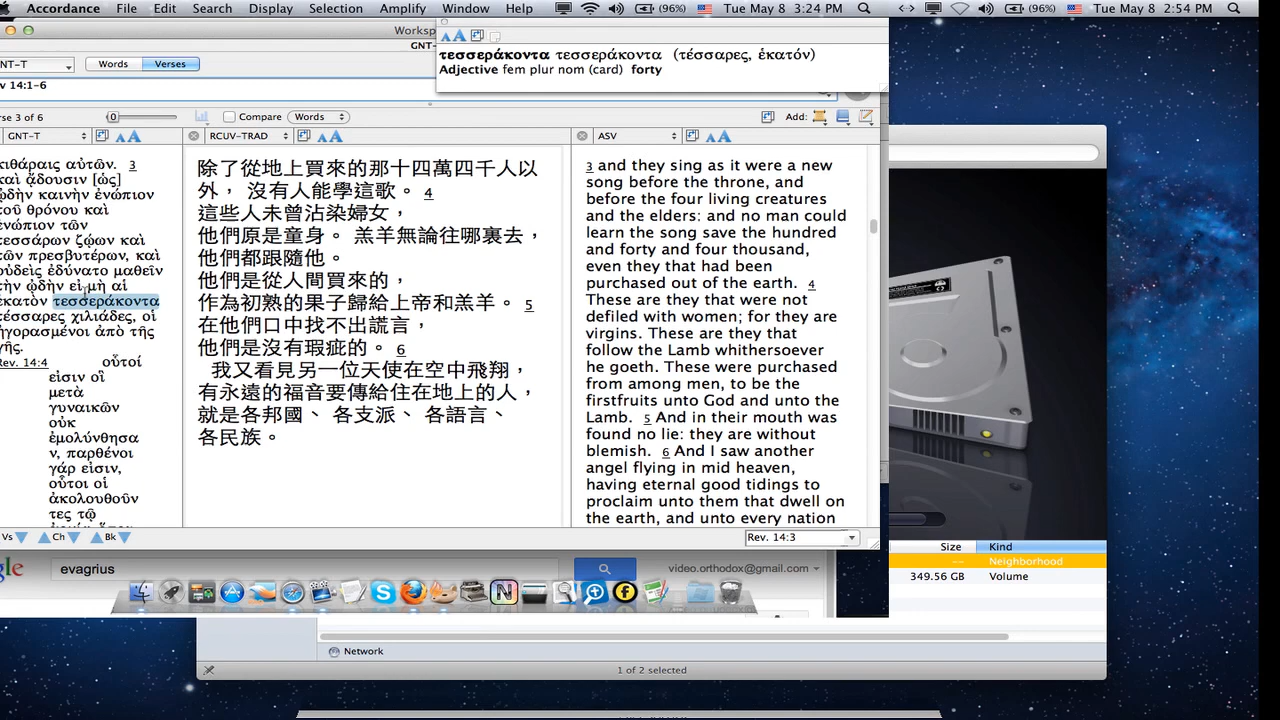 Accordance File Edit Search Display Selection Amplify Window Help (96%) Tue May 8 3:24 PM
(96%) Tue May 8 2:54 PM
τεσσεράκοντα τεσσεράκοντα (τέσσαρες, ἑκατόν)
Adjective fem plur nom (card) forty
Words Verses
14:1-6
3 of 6
Compare Words
Add:
GNT-T
RCUV-TRAD
ASV
κιθάραις αὐτῶν. 3
καὶ ᾄδουσιν [ὡς]
ᾠδὴν καινὴν ἐνώπιον
τοῦ θρόνου καὶ
ἐνώπιον τῶν
τεσσάρων ζῴων καὶ
τῶν πρεσβυτέρων, καὶ
οὐδεὶς ἐδύνατο μαθεῖν
τὴν ᾠδὴν εἰ μὴ αἱ
ἑκατὸν τεσσεράκοντα
τέσσαρες χιλιάδες, οἱ
ἠγορασμένοι ἀπὸ τῆς
γῆς.
Rev. 14:4 οὗτοί
εἰσιν οἳ
μετὰ
γυναικῶν
οὐκ
ἐμολύνθησα
ν, παρθένοι
γάρ εἰσιν,
οὗτοι οἱ
ἀκολουθοῦν
τες τῷ
除了從地上買來的那十四萬四千人以
外， 沒有人能學這歌。 4
這些人未曾沾染婦女，
他們原是童身。 羔羊無論往哪裏去，
他們都跟隨他。
他們是從人間買來的，
作為初熟的果子歸給上帝和羔羊。 5
在他們口中找不出謊言，
他們是沒有瑕疵的。 6
我又看見另一位天使在空中飛翔，
有永遠的福音要傳給住在地上的人，
就是各邦國、 各支派、 各語言、
各民族。
3 and they sing as it were a new
song before the throne, and
before the four living creatures
and the elders: and no man could
learn the song save the hundred
and forty and four thousand,
even they that had been
purchased out of the earth. 4
These are they that were not
defiled with women; for they are
virgins. These are they that
follow the Lamb whithersoever
he goeth. These were purchased
from among men, to be the
firstfruits unto God and unto the
Lamb. 5 And in their mouth was
found no lie: they are without
blemish. 6 And I saw another
angel flying in mid heaven,
having eternal good tidings to
proclaim unto them that dwell on
the earth, and unto every nation
Vs Ch Bk
Rev. 14:3
evagrius
video.orthodox@gmail.com
Size Kind
-- Neighborhood
349.56 GB Volume
Network
1 of 2 selected